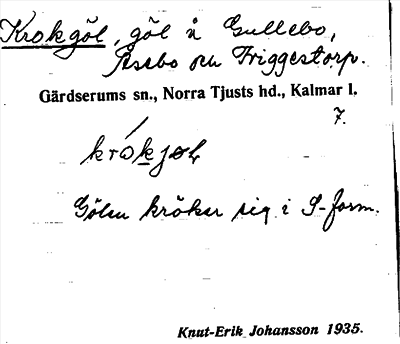 Krokgöl, göl å Gullebo,
Åsebo och Friggestorp.
Gärdserums sn., Norra Tjusts hd., Kalmar l.
7.
krokjøl
Gölen kröker sig i S-form.
Knut-Erik Johansson 1935.